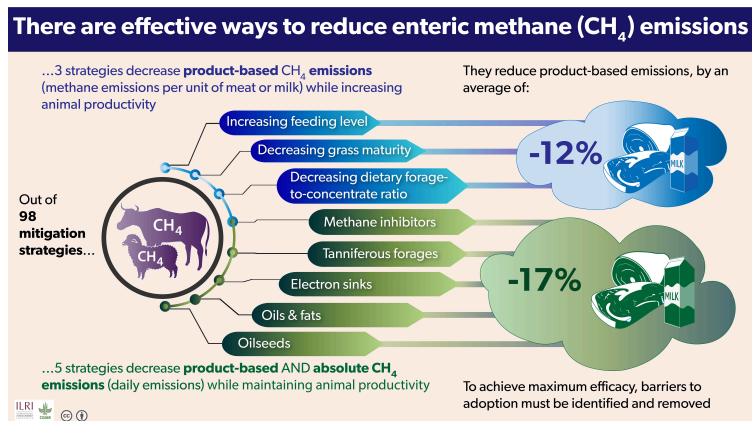 There are effective ways to reduce enteric methane (CH4) emissions
...3 strategies decrease product-based CH4 emissions
(methane emissions per unit of meat or milk) while increasing
animal productivity
They reduce product-based emissions, by an
average of:
Increasing feeding level
Decreasing grass maturity
Decreasing dietary forage-
to-concentrate ratio
-12%
MILK
Out of
98
mitigation
strategies...
CH4
CH4
Methane inhibitors
Tanniferous forages
Electron sinks
Oils & fats
Oilseeds
-17%
MILK
...5 strategies decrease product-based AND absolute CH4
emissions (daily emissions) while maintaining animal productivity
To achieve maximum efficacy, barriers to
adoption must be identified and removed
ILRI
CGIAR
cc